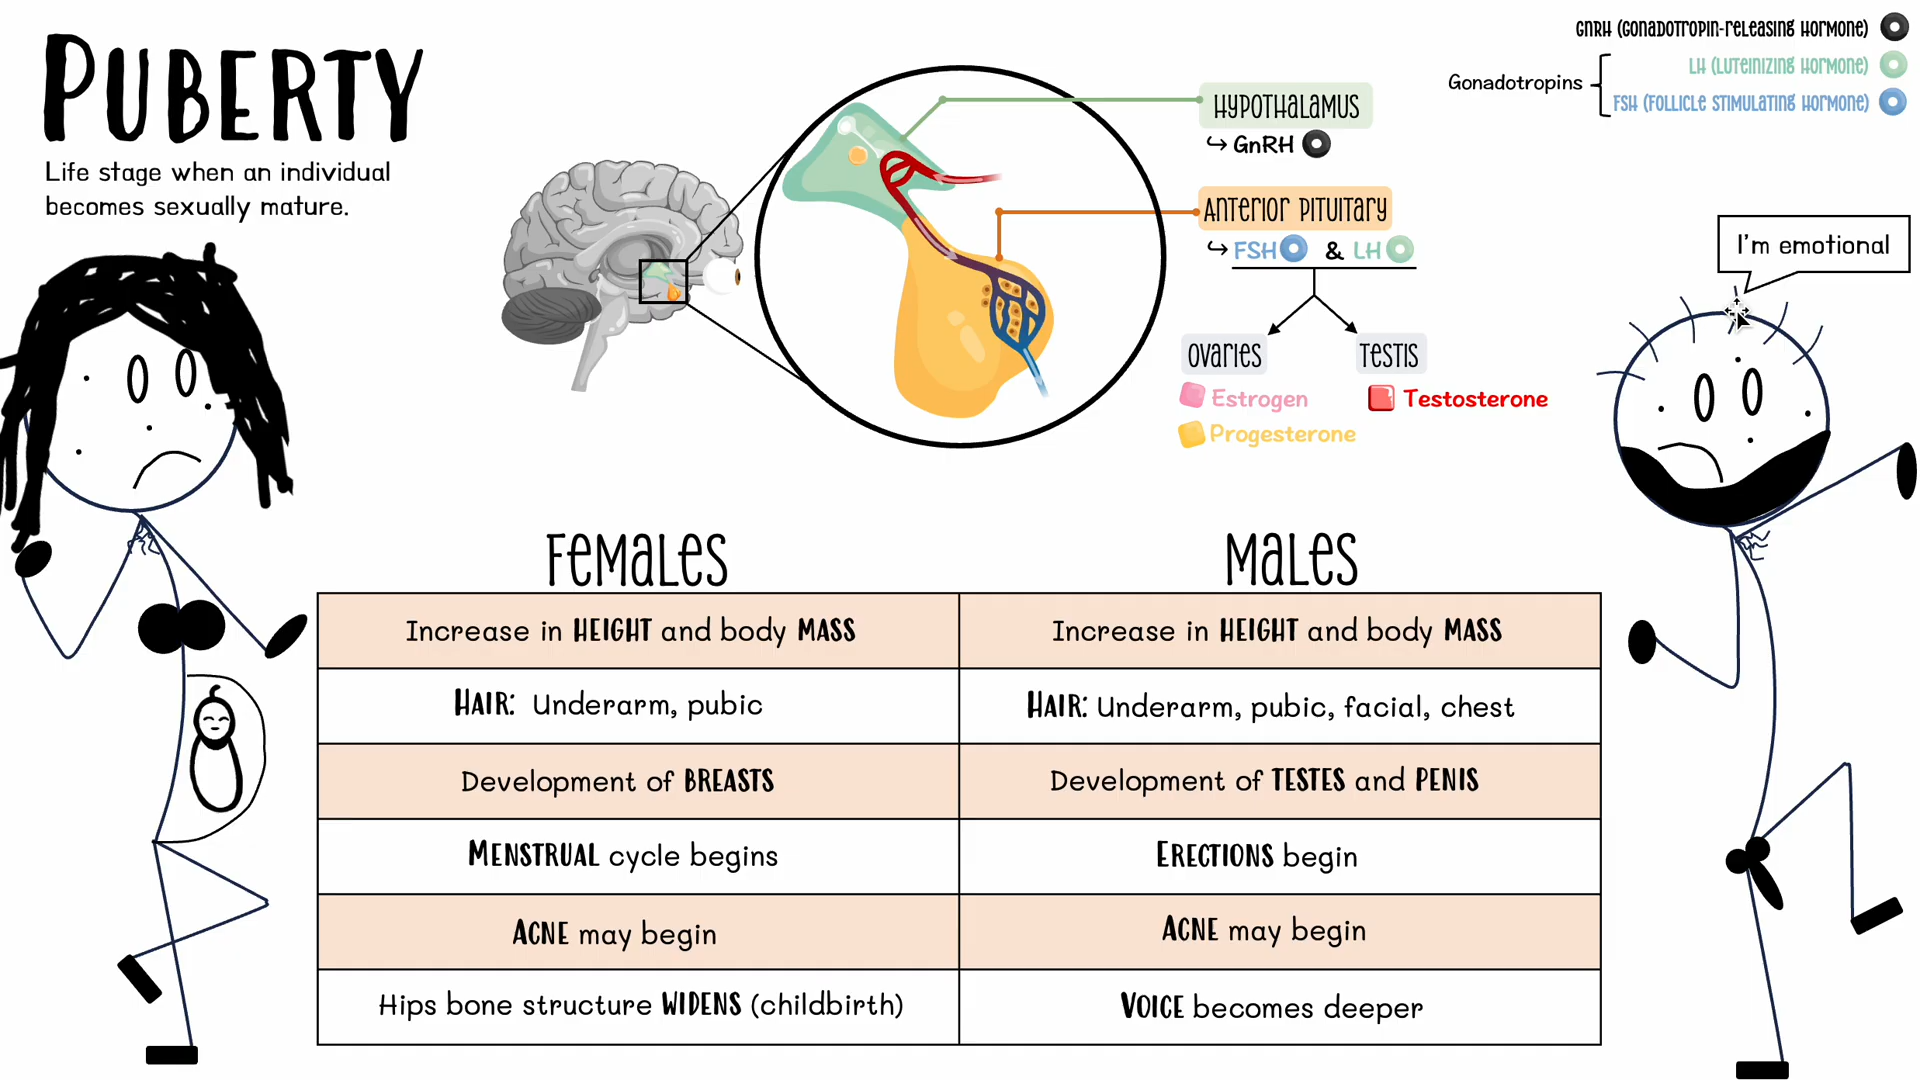 PUBERTY
Life stage when an individual
becomes sexually mature.
GnRH (Gonadotropin-releasing Hormone)
Gonadotropins
LH (Luteinizing Hormone)
FSH (Follicle Stimulating Hormone)
Hypothalamus
↪ GnRH
Anterior Pituitary
↪ FSH & LH
Ovaries
Testis
Estrogen
Testosterone
Progesterone
I'm emotional
Females
Males
Increase in HEIGHT and body MASS
Increase in HEIGHT and body MASS
HAIR: Underarm, pubic
HAIR: Underarm, pubic, facial, chest
Development of BREASTS
Development of TESTES and PENIS
MENSTRUAL cycle begins
ERECTIONS begin
ACNE may begin
ACNE may begin
Hips bone structure WIDENS (childbirth)
VOICE becomes deeper